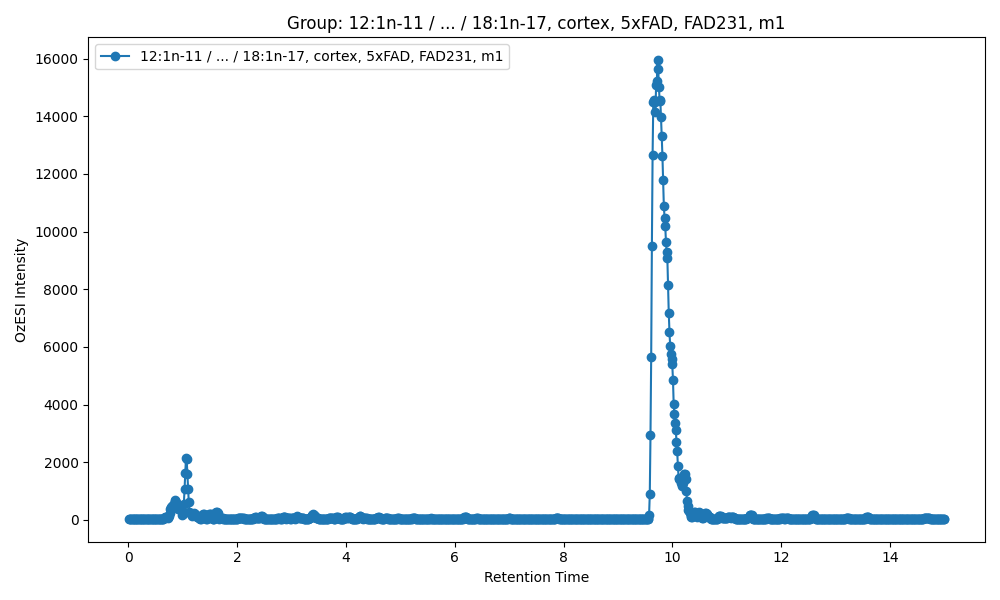 Group: 12:1n-11 / ... / 18:1n-17, cortex, 5xFAD, FAD231, m1
12:1n-11 / ... / 18:1n-17, cortex, 5xFAD, FAD231, m1
OzESI Intensity
16000
14000
12000
10000
8000
6000
4000
2000
0
0 2 4 6 8 10 12 14
Retention Time